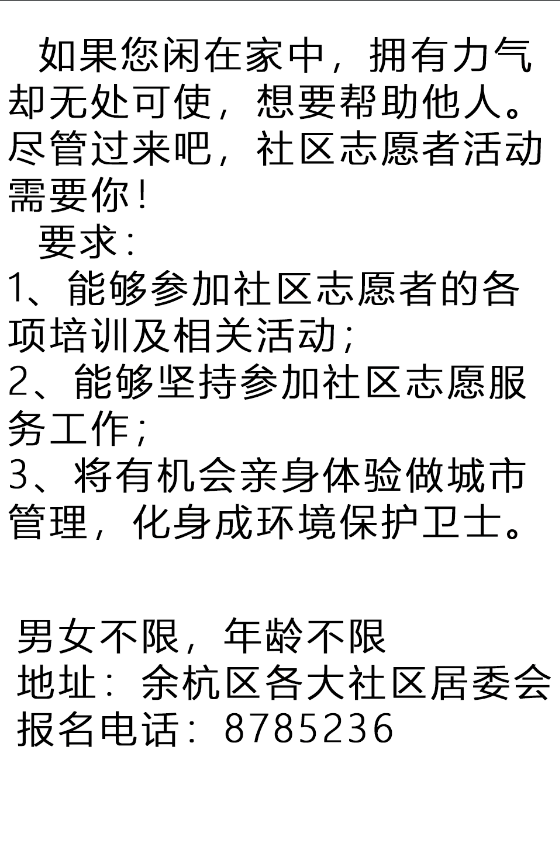 如果您闲在家中，拥有力气
却无处可使，想要帮助他人。
尽管过来吧，社区志愿者活动
需要你！
要求：
1、能够参加社区志愿者的各
项培训及相关活动；
2、能够坚持参加社区志愿服
务工作；
3、将有机会亲身体验做城市
管理，化身成环境保护卫士。
男女不限，年龄不限
地址：余杭区各大社区居委会
报名电话：8785236